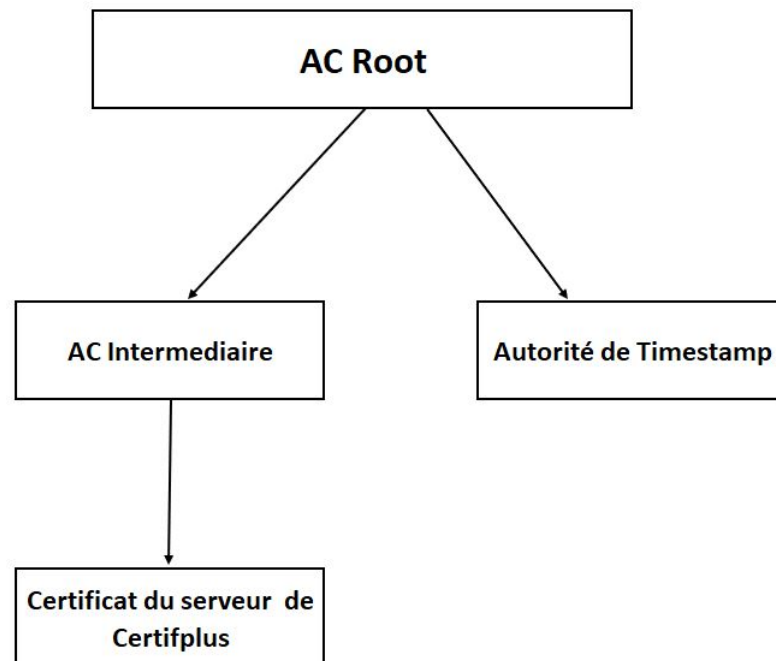 AC Root
AC Intermediaire
Autorité de Timestamp
Certificat du serveur de
Certifplus